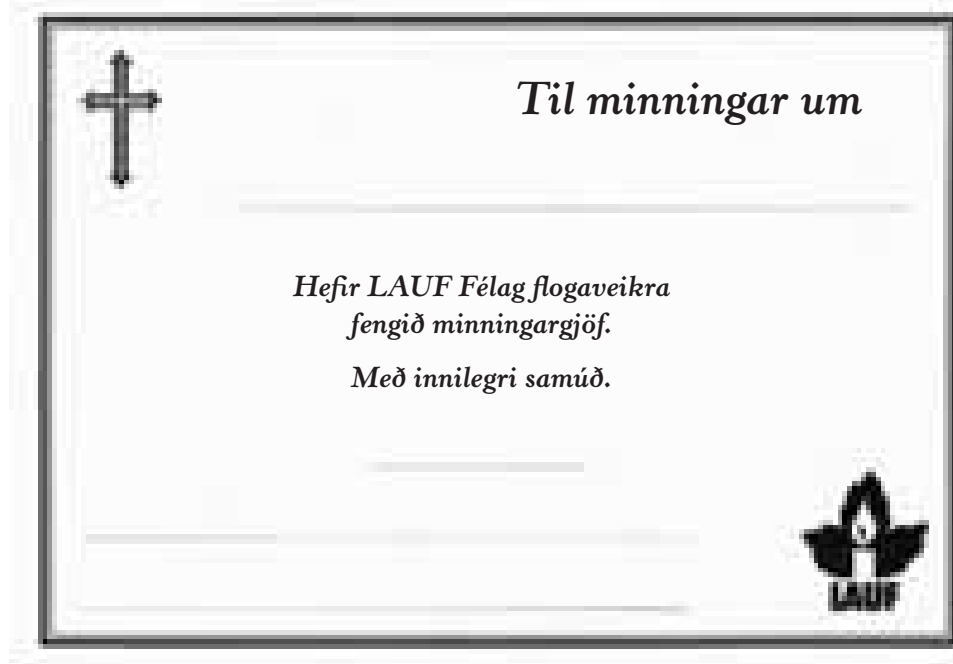 Til minningar um
Hefir LAUF Félag flogaveikra
fengið minningargjöf.
Með innilegri samúð.
LAUF